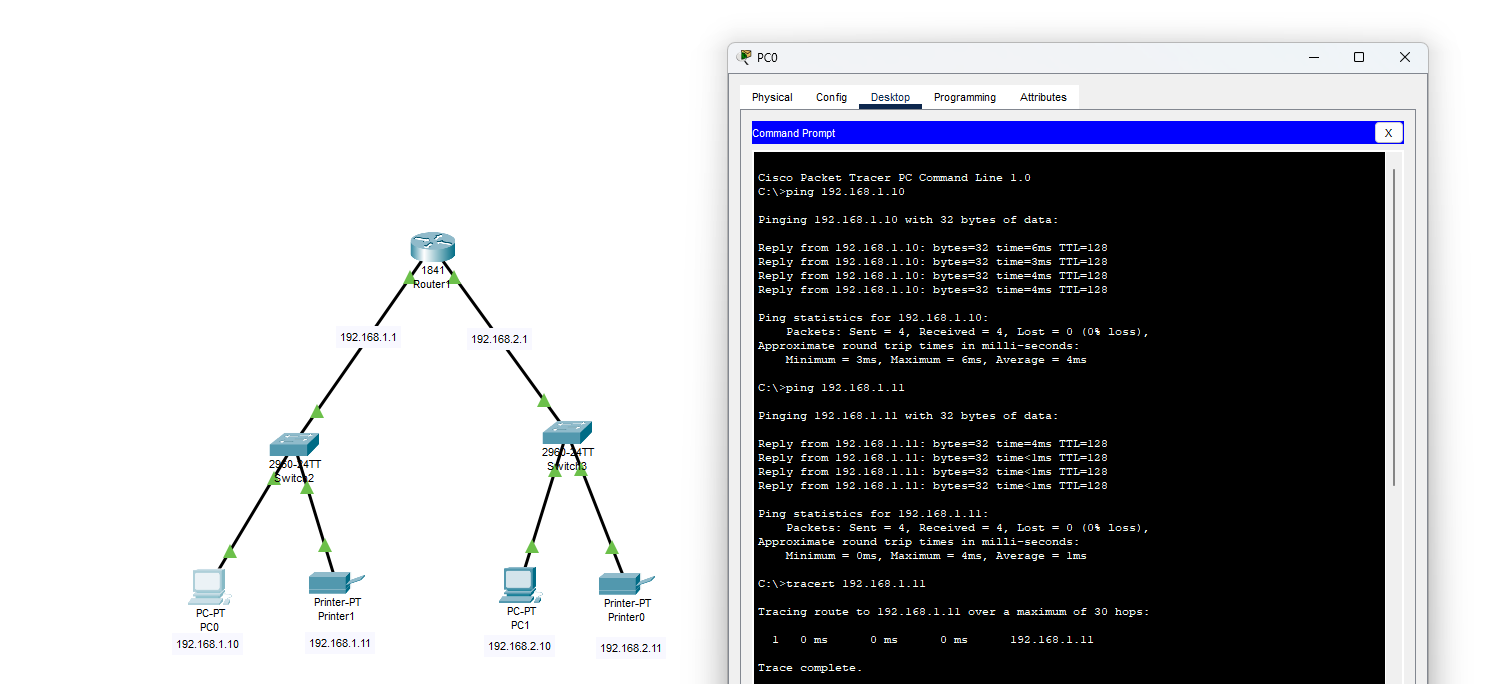 1841
Router1
192.168.1.1
192.168.2.1
2960-24TT
Switch2
2960-24TT
Switch3
PC-PT
PC0
192.168.1.10
Printer-PT
Printer1
192.168.1.11
PC-PT
PC1
192.168.2.10
Printer-PT
Printer0
192.168.2.11
PC0
Physical Config Desktop Programming Attributes
Command Prompt X
Cisco Packet Tracer PC Command Line 1.0
C:\>ping 192.168.1.10
Pinging 192.168.1.10 with 32 bytes of data:
Reply from 192.168.1.10: bytes=32 time=6ms TTL=128
Reply from 192.168.1.10: bytes=32 time=3ms TTL=128
Reply from 192.168.1.10: bytes=32 time=4ms TTL=128
Reply from 192.168.1.10: bytes=32 time=4ms TTL=128
Ping statistics for 192.168.1.10:
Packets: Sent = 4, Received = 4, Lost = 0 (0% loss),
Approximate round trip times in milli-seconds:
Minimum = 3ms, Maximum = 6ms, Average = 4ms
C:\>ping 192.168.1.11
Pinging 192.168.1.11 with 32 bytes of data:
Reply from 192.168.1.11: bytes=32 time=4ms TTL=128
Reply from 192.168.1.11: bytes=32 time<1ms TTL=128
Reply from 192.168.1.11: bytes=32 time<1ms TTL=128
Reply from 192.168.1.11: bytes=32 time<1ms TTL=128
Ping statistics for 192.168.1.11:
Packets: Sent = 4, Received = 4, Lost = 0 (0% loss),
Approximate round trip times in milli-seconds:
Minimum = 0ms, Maximum = 4ms, Average = 1ms
C:\>tracert 192.168.1.11
Tracing route to 192.168.1.11 over a maximum of 30 hops:
1 0 ms 0 ms 0 ms 192.168.1.11
Trace complete.